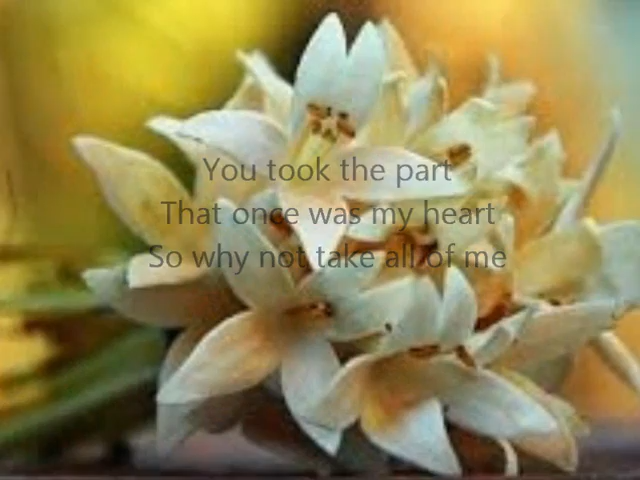 You took the part
That once was my heart
So why not take all of me